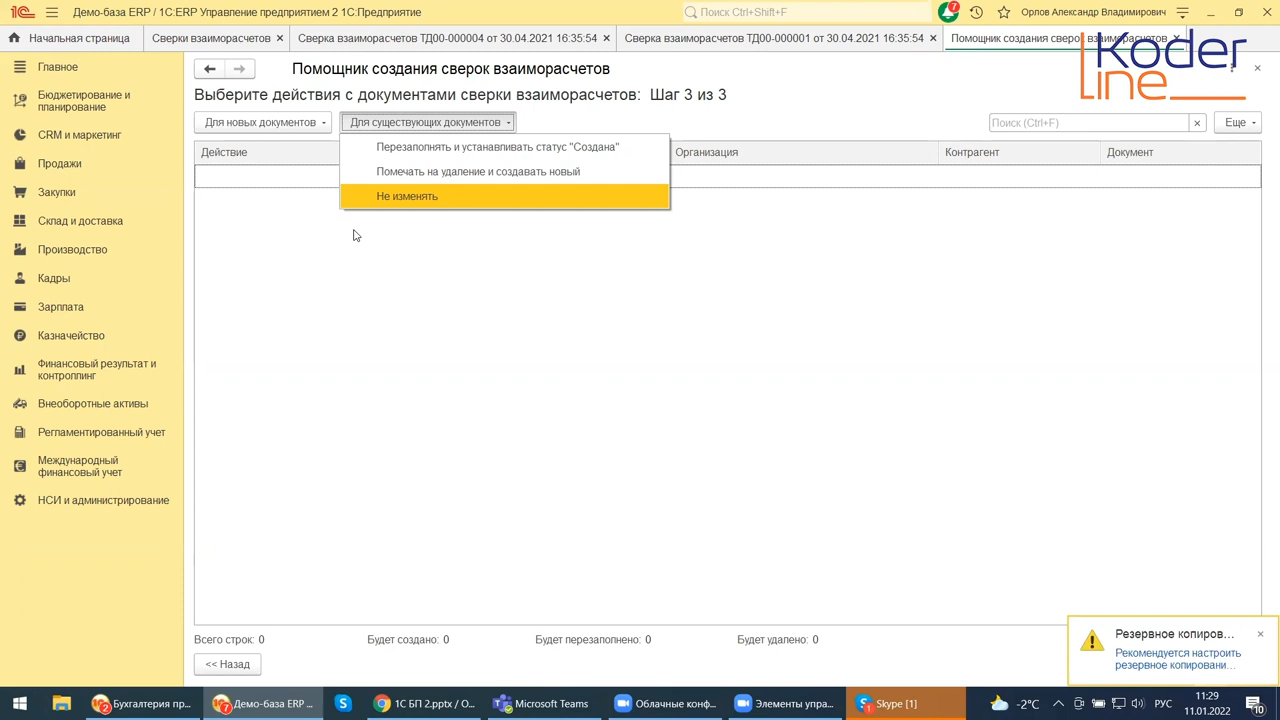 Демо-база ERP / 1С:ERP Управление предприятием 2 1С:Предприятие
Поиск Ctrl+Shift+F
7
Орлов Александр Владимирович
Начальная страница
Сверки взаиморасчетов
Сверка взаиморасчетов ТД00-000004 от 30.04.2021 16:35:54
Сверка взаиморасчетов ТД00-000001 от 30.04.2021 16:35:54
Помощник создания сверок взаиморасчетов
Koder
line
Главное
Бюджетирование и
планирование
CRM и маркетинг
Продажи
Закупки
Склад и доставка
Производство
Кадры
Зарплата
Казначейство
Финансовый результат и
контроллинг
Внеоборотные активы
Регламентированный учет
Международный
финансовый учет
НСИ и администрирование
Помощник создания сверок взаиморасчетов
Выберите действия с документами сверки взаиморасчетов: Шаг 3 из 3
Для новых документов
Для существующих документов
Поиск (Ctrl+F)
Еще
Действие
Организация
Контрагент
Документ
Перезаполнять и устанавливать статус "Создана"
Помечать на удаление и создавать новый
Не изменять
Всего строк: 0
Будет создано: 0
Будет перезаполнено: 0
Будет удалено: 0
<< Назад
Резервное копиров...
Рекомендуется настроить
резервное копировани...
Бухгалтерия пр...
Демо-база ERP ...
1С БП 2.pptx / О...
Microsoft Teams
Облачные конф...
Элементы упра...
Skype [1]
-2°C
РУС
11:29
11.01.2022
10